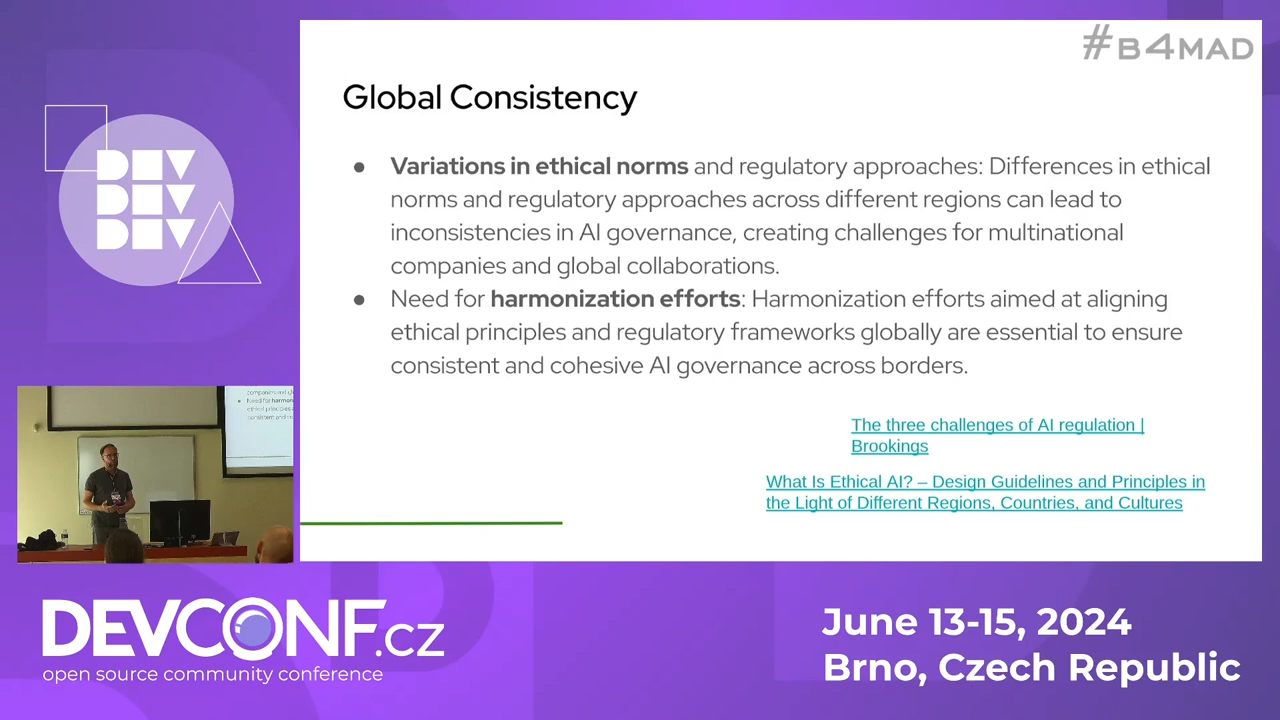 #B4MAD
Global Consistency
● Variations in ethical norms and regulatory approaches: Differences in ethical
norms and regulatory approaches across different regions can lead to
inconsistencies in AI governance, creating challenges for multinational
companies and global collaborations.
● Need for harmonization efforts: Harmonization efforts aimed at aligning
ethical principles and regulatory frameworks globally are essential to ensure
consistent and cohesive AI governance across borders.
The three challenges of AI regulation |
Brookings
What Is Ethical AI? – Design Guidelines and Principles in
the Light of Different Regions, Countries, and Cultures
DEV
DEV
DEV
DEVCONF.cz
open source community conference
June 13-15, 2024
Brno, Czech Republic